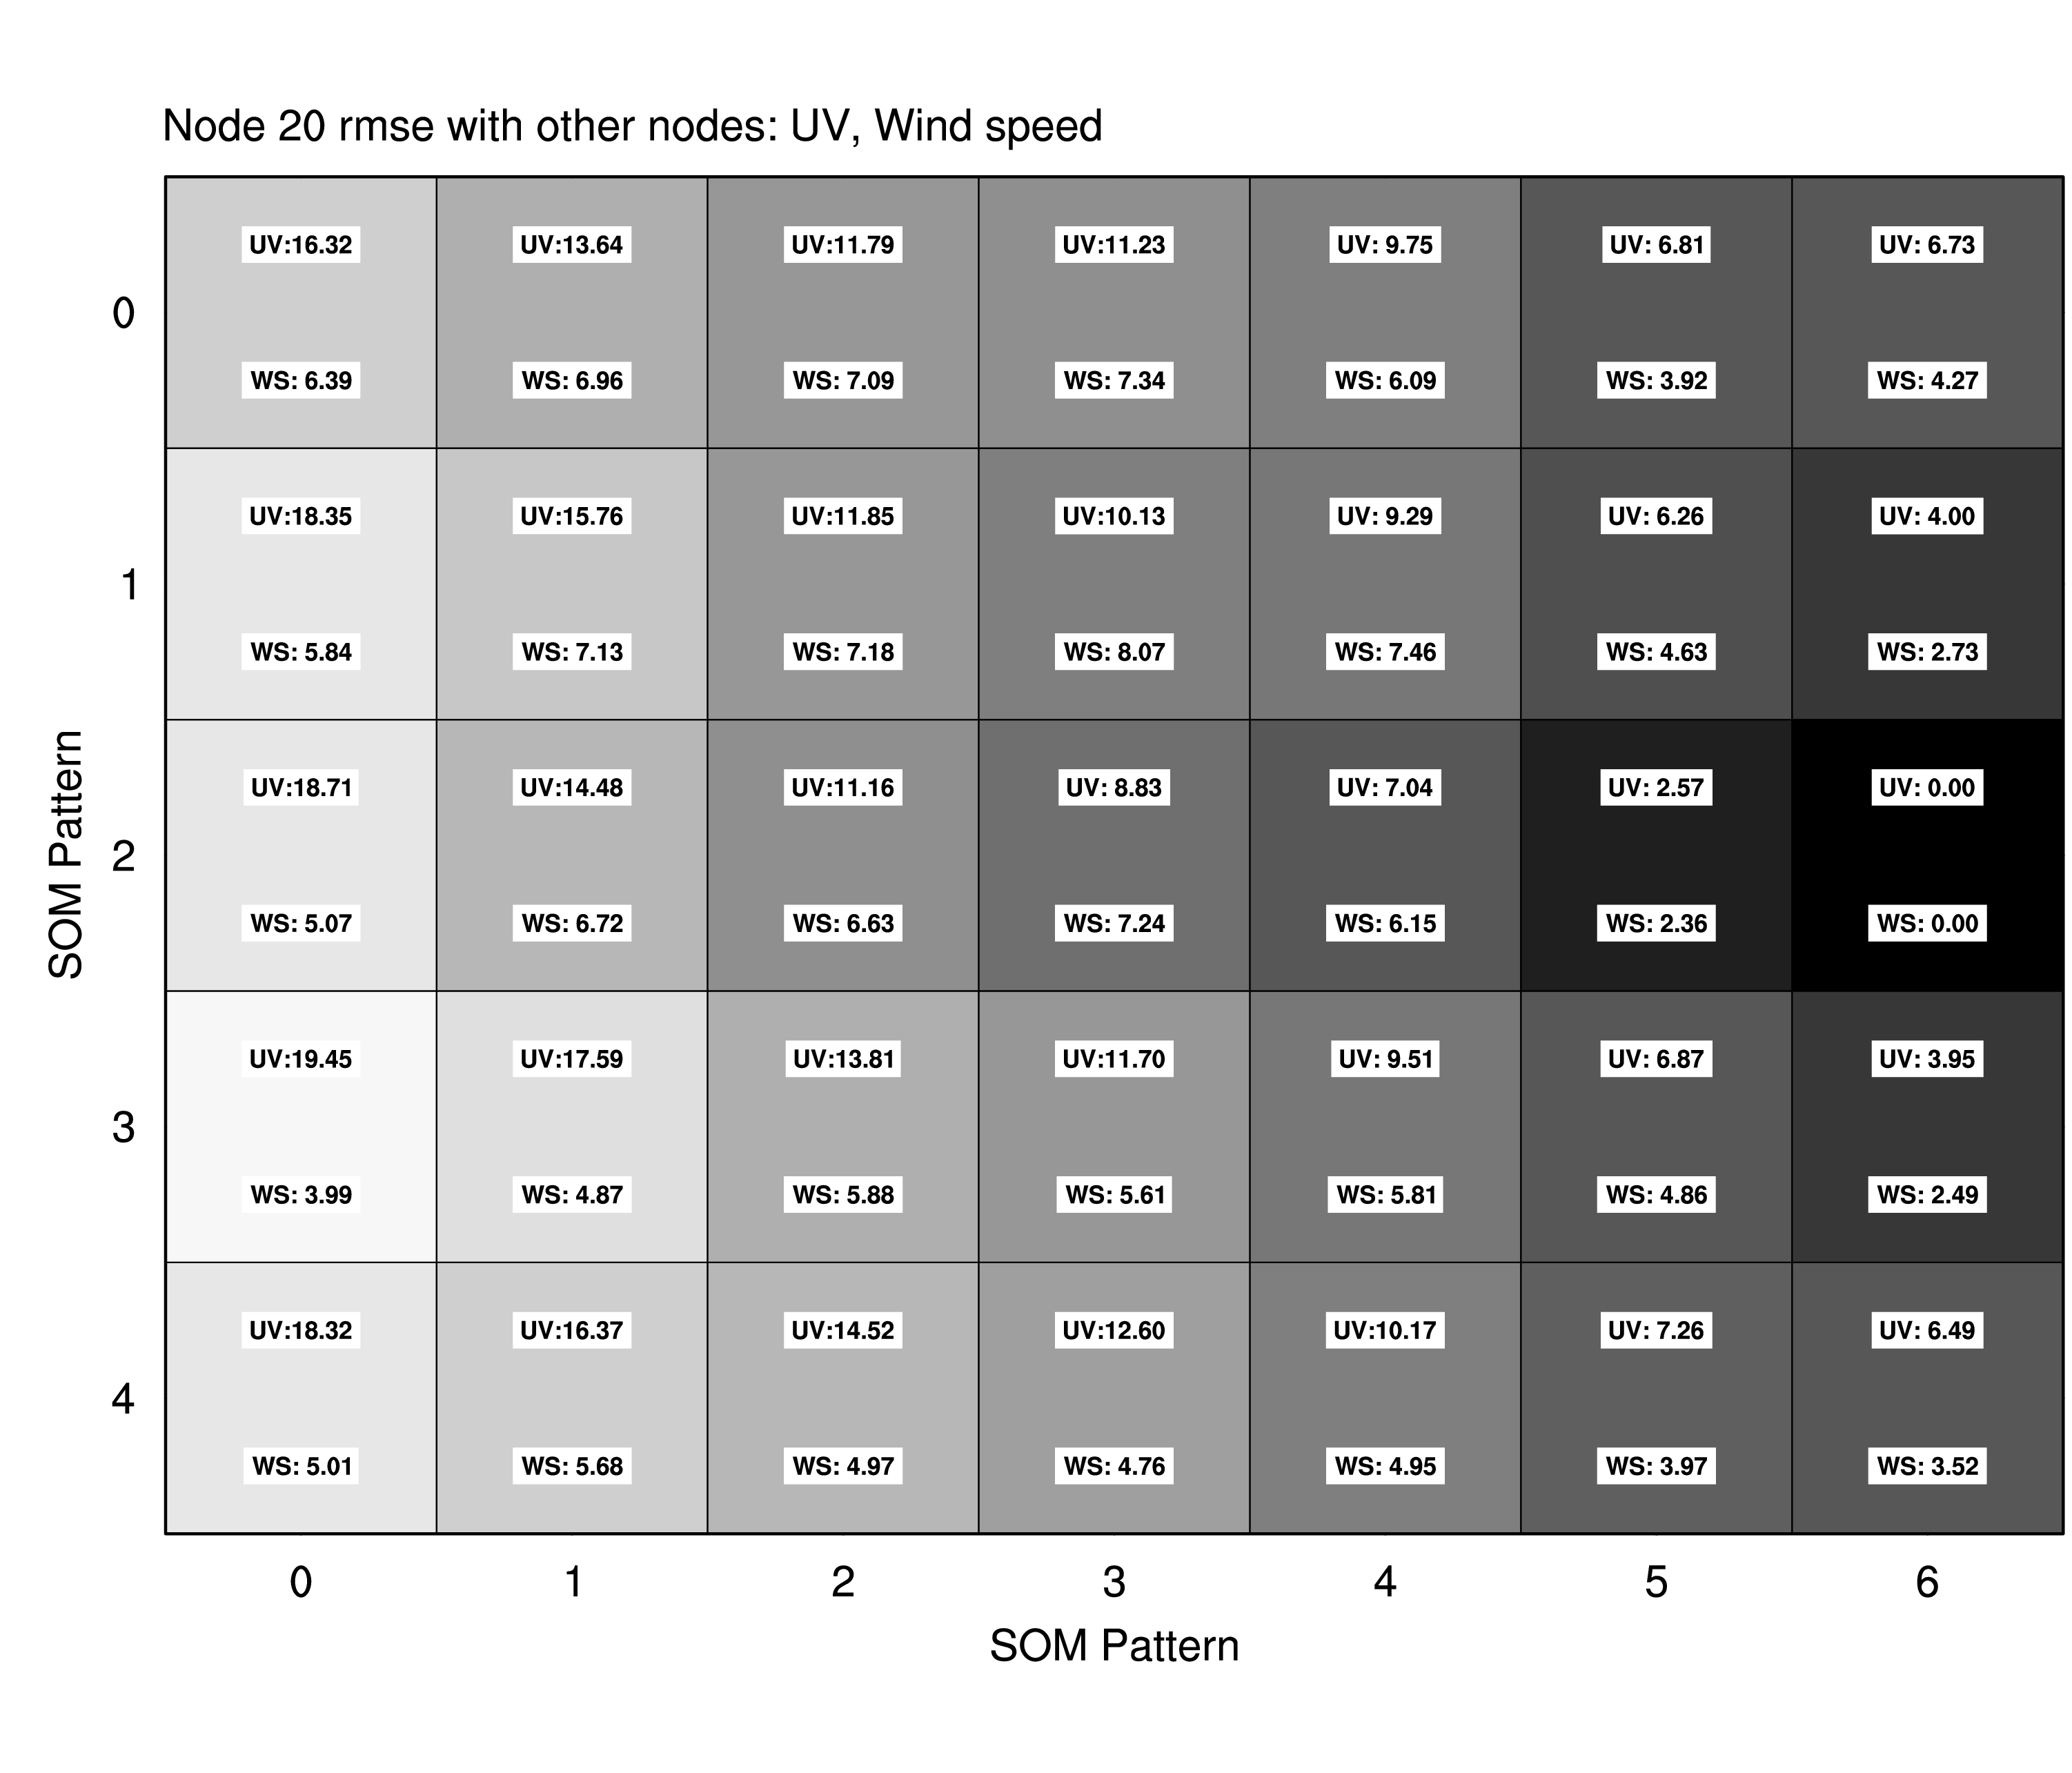 Node 20 rmse with other nodes: UV, Wind speed
UV:16.32 UV:13.64 UV:11.79 UV:11.23 UV: 9.75 UV: 6.81 UV: 6.73
0
WS: 6.39 WS: 6.96 WS: 7.09 WS: 7.34 WS: 6.09 WS: 3.92 WS: 4.27
UV:18.35 UV:15.76 UV:11.85 UV:10.13 UV: 9.29 UV: 6.26 UV: 4.00
1
WS: 5.84 WS: 7.13 WS: 7.18 WS: 8.07 WS: 7.46 WS: 4.63 WS: 2.73
SOM Pattern
UV:18.71 UV:14.48 UV:11.16 UV: 8.83 UV: 7.04 UV: 2.57 UV: 0.00
2
WS: 5.07 WS: 6.72 WS: 6.63 WS: 7.24 WS: 6.15 WS: 2.36 WS: 0.00
UV:19.45 UV:17.59 UV:13.81 UV:11.70 UV: 9.51 UV: 6.87 UV: 3.95
3
WS: 3.99 WS: 4.87 WS: 5.88 WS: 5.61 WS: 5.81 WS: 4.86 WS: 2.49
UV:18.32 UV:16.37 UV:14.52 UV:12.60 UV:10.17 UV: 7.26 UV: 6.49
4
WS: 5.01 WS: 5.68 WS: 4.97 WS: 4.76 WS: 4.95 WS: 3.97 WS: 3.52
0 1 2 3 4 5 6
SOM Pattern